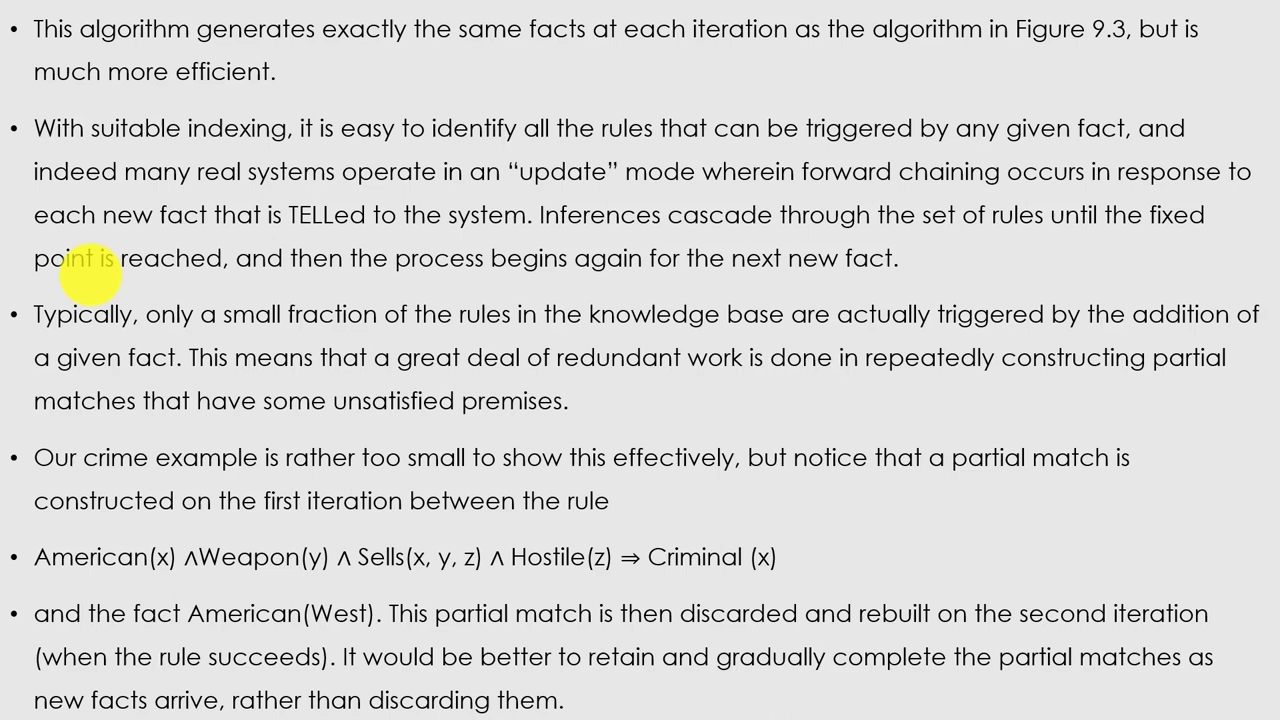 • This algorithm generates exactly the same facts at each iteration as the algorithm in Figure 9.3, but is
much more efficient.
• With suitable indexing, it is easy to identify all the rules that can be triggered by any given fact, and
indeed many real systems operate in an “update” mode wherein forward chaining occurs in response to
each new fact that is TELLed to the system. Inferences cascade through the set of rules until the fixed
point is reached, and then the process begins again for the next new fact.
• Typically, only a small fraction of the rules in the knowledge base are actually triggered by the addition of
a given fact. This means that a great deal of redundant work is done in repeatedly constructing partial
matches that have some unsatisfied premises.
• Our crime example is rather too small to show this effectively, but notice that a partial match is
constructed on the first iteration between the rule
• American(x) ∧Weapon(y) ∧ Sells(x, y, z) ∧ Hostile(z) ⇒ Criminal (x)
• and the fact American(West). This partial match is then discarded and rebuilt on the second iteration
(when the rule succeeds). It would be better to retain and gradually complete the partial matches as
new facts arrive, rather than discarding them.